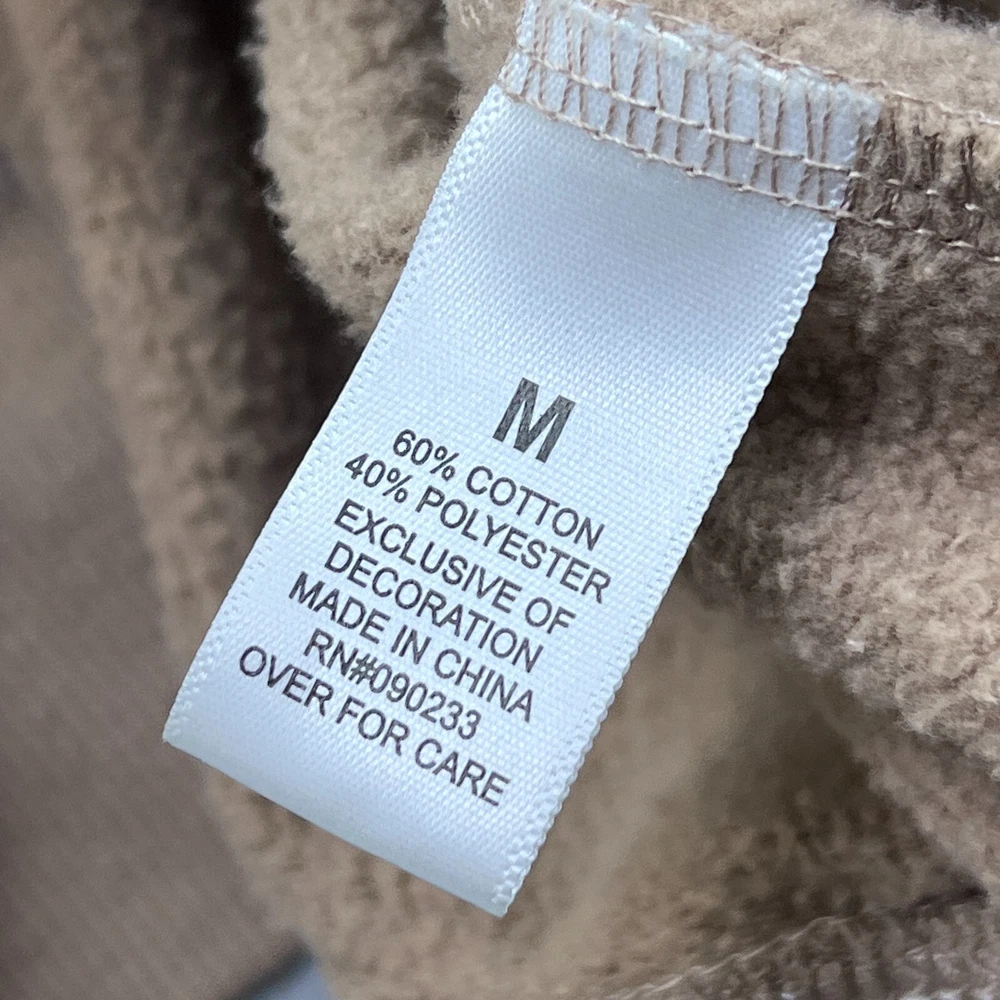 M
60% COTTON
40% POLYESTER
EXCLUSIVE OF
DECORATION
MADE IN CHINA
RN#090233
OVER FOR CARE